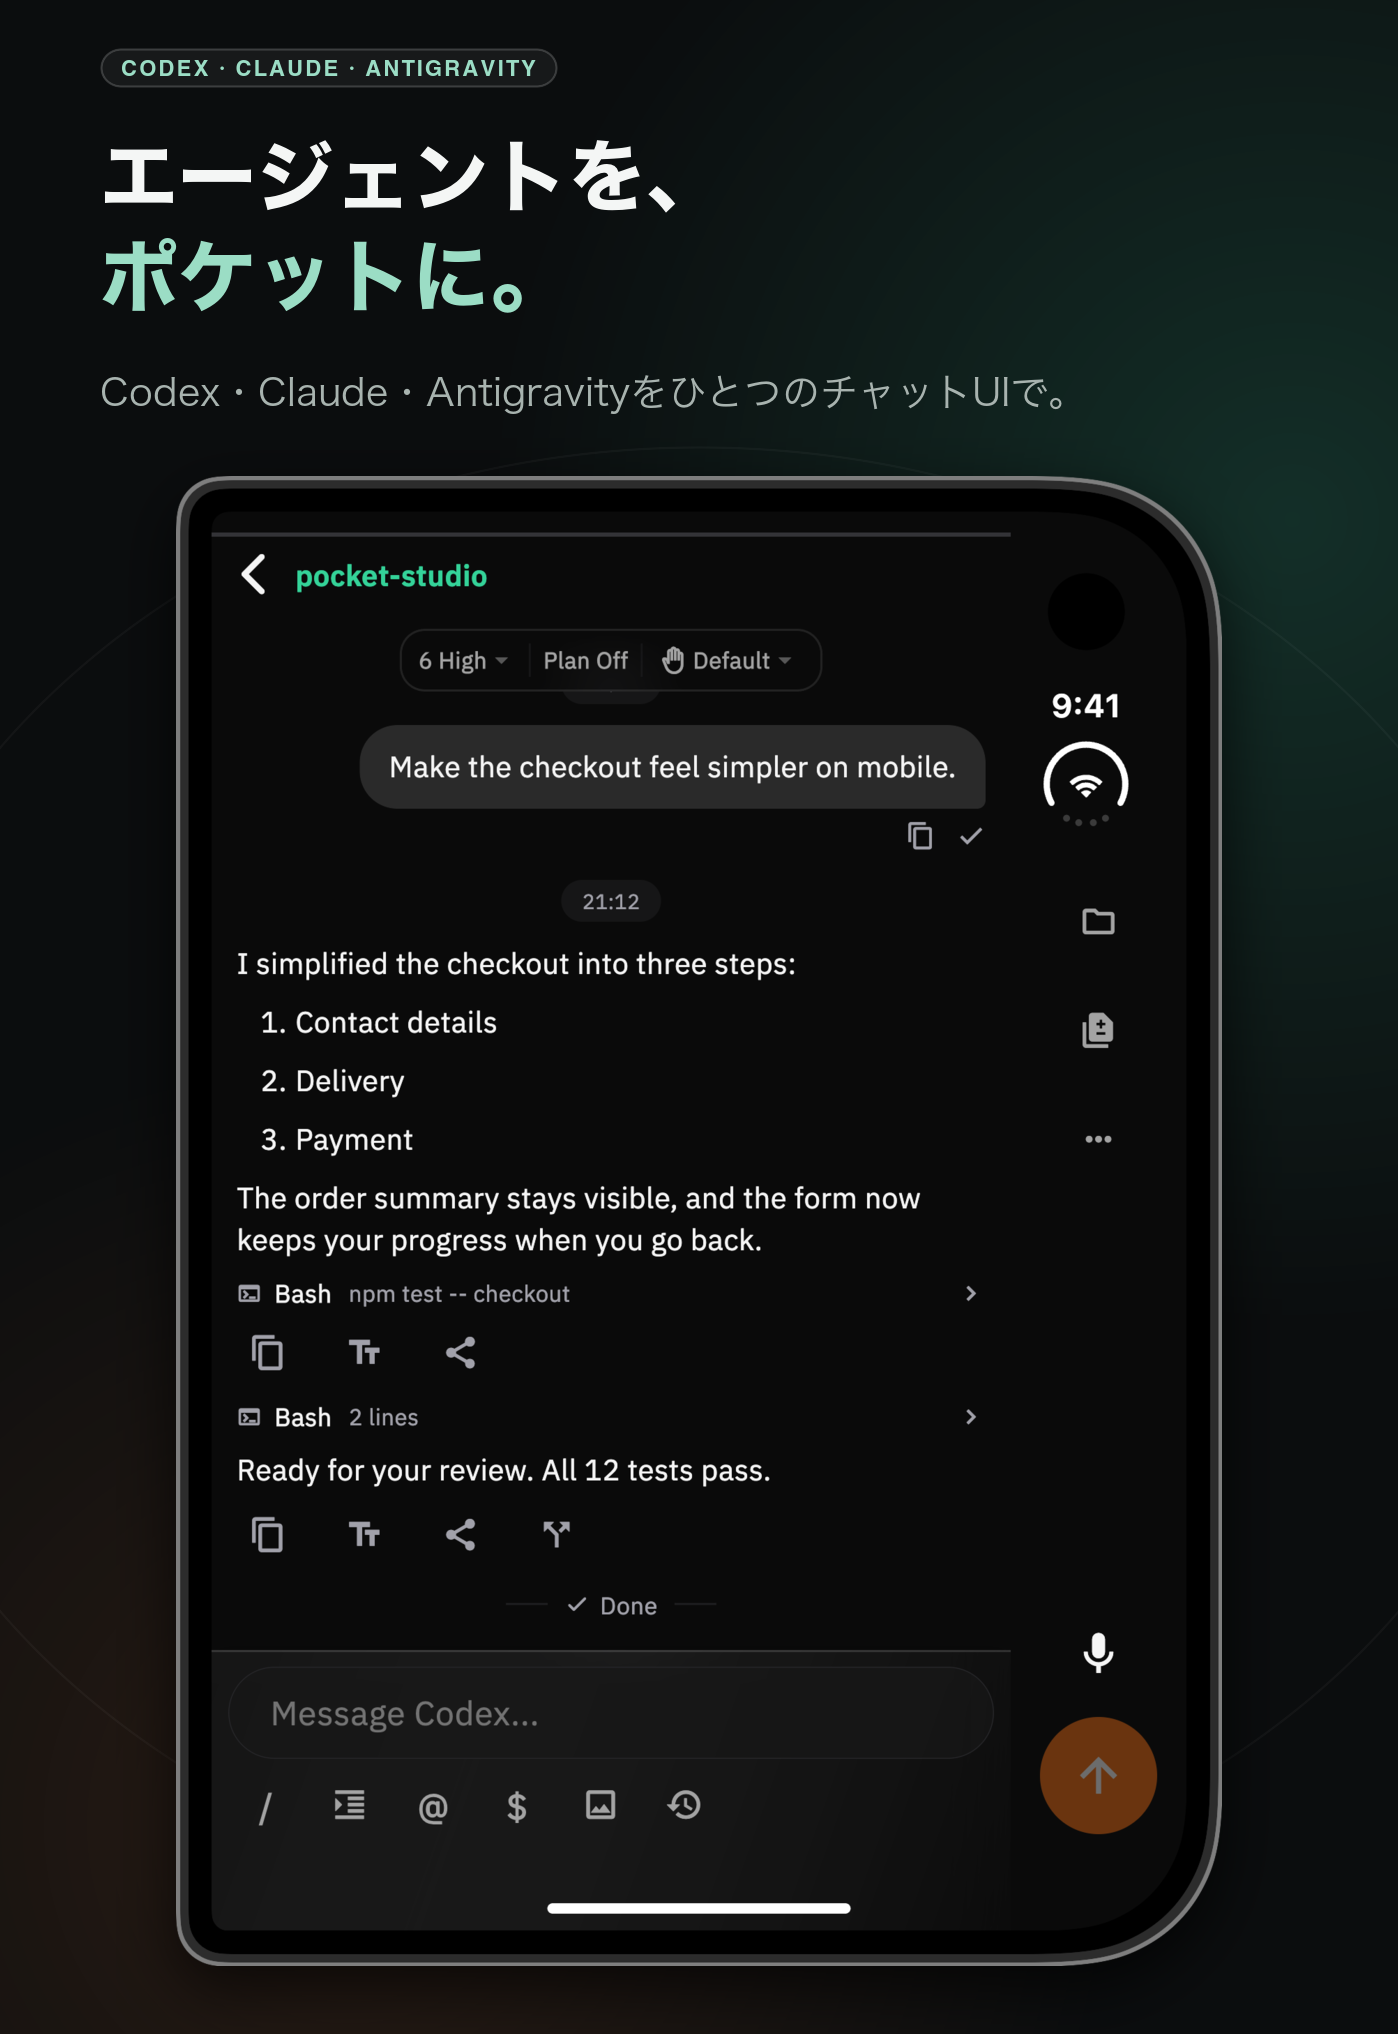 CODEX · CLAUDE · ANTIGRAVITY
エージェントを、
ポケットに。
Codex・Claude・AntigravityをひとつのチャットUIで。
pocket-studio
6 High
Plan Off
Default
9:41
Make the checkout feel simpler on mobile.
21:12
I simplified the checkout into three steps:
1. Contact details
2. Delivery
3. Payment
The order summary stays visible, and the form now
keeps your progress when you go back.
Bash npm test -- checkout
Bash 2 lines
Ready for your review. All 12 tests pass.
Done
Message Codex...
/ @ $